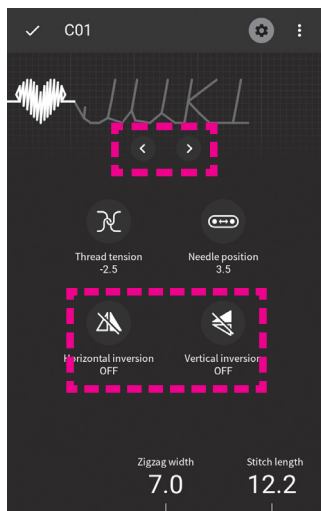 C01
JUKI
Thread tension
-2.5
Needle position
3.5
Horizontal inversion
OFF
Vertical inversion
OFF
Zigzag width
7.0
Stitch length
12.2